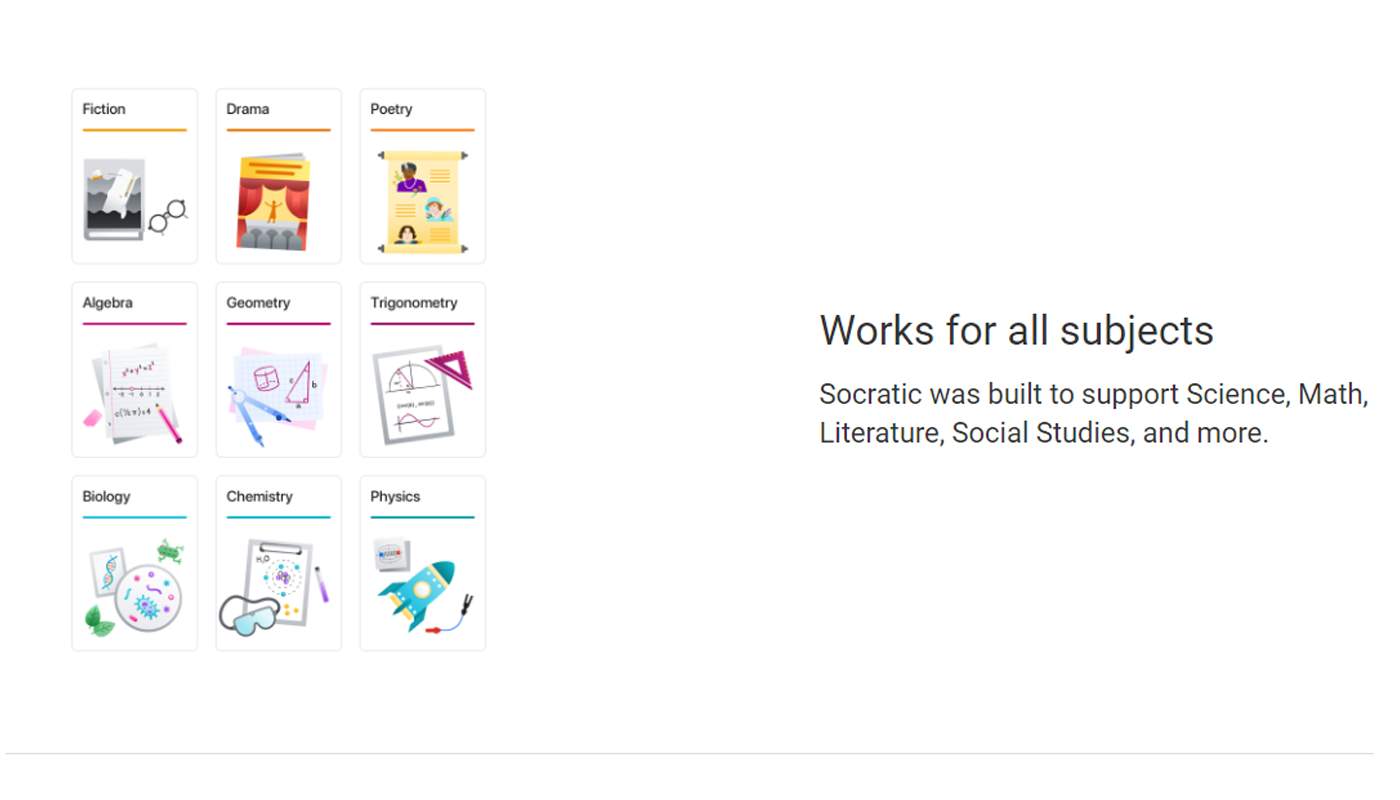 Fiction
Drama
Poetry
Algebra
Geometry
Trigonometry
Biology
Chemistry
H₂O
Physics
Works for all subjects
Socratic was built to support Science, Math,
Literature, Social Studies, and more.